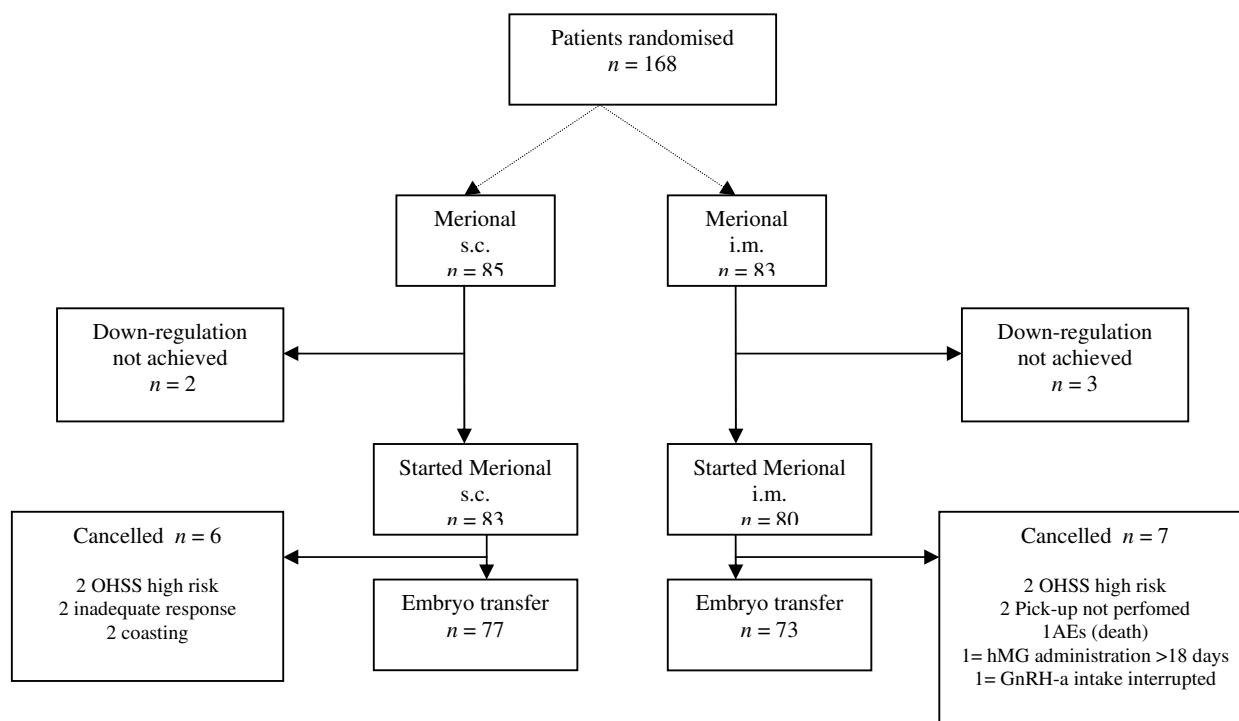 Patients randomised
n = 168
Merional
s.c.
n = 85
Merional
i.m.
n = 83
Down-regulation
not achieved
n = 2
Down-regulation
not achieved
n = 3
Started Merional
s.c.
n = 83
Started Merional
i.m.
n = 80
Cancelled n = 6
2 OHSS high risk
2 inadequate response
2 coasting
Cancelled n = 7
2 OHSS high risk
2 Pick-up not perfomed
1AEs (death)
1= hMG administration >18 days
1= GnRH-a intake interrupted
Embryo transfer
n = 77
Embryo transfer
n = 73